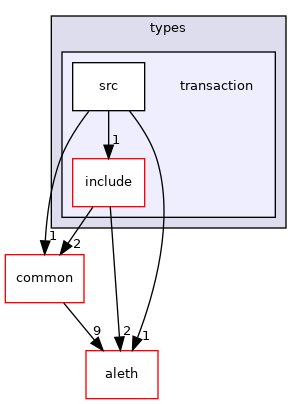 types
src
transaction
1
include
1
2
common
9
2
1
aleth